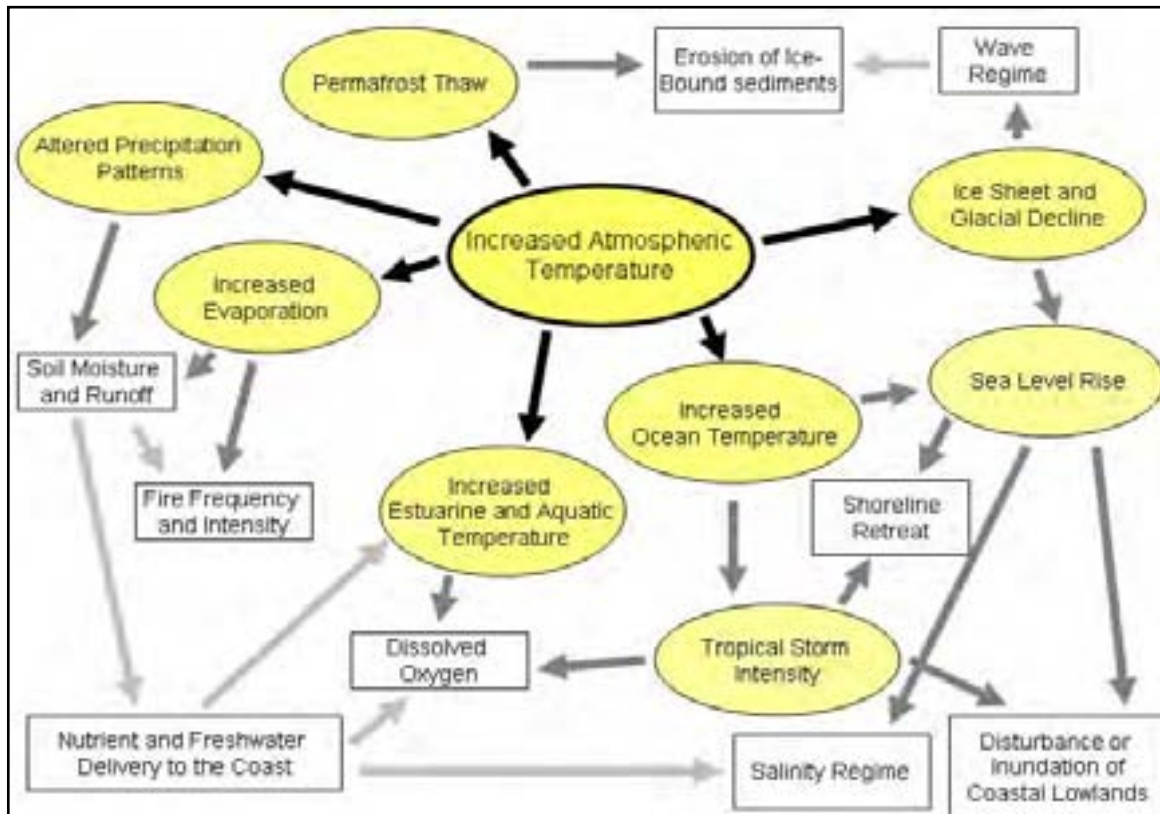 Permafrost Thaw
Erosion of Ice-
Bound sediments
Wave
Regime
Altered Precipitation
Patterns
Ice Sheet and
Glacial Decline
Increased Atmospheric
Temperature
Increased
Evaporation
Soil Moisture
and Runoff
Sea Level Rise
Increased
Ocean Temperature
Increased
Estuarine and Aquatic
Temperature
Fire Frequency
and Intensity
Shoreline
Retreat
Dissolved
Oxygen
Tropical Storm
Intensity
Nutrient and Freshwater
Delivery to the Coast
Salinity Regime
Disturbance or
Inundation of
Coastal Lowlands